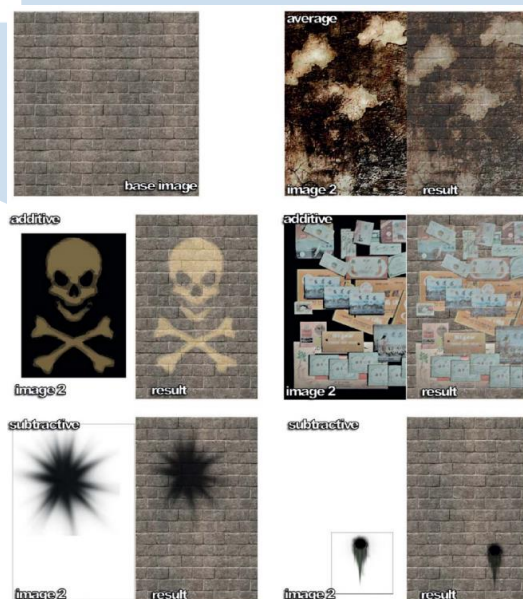 average
base image
image 2
result
additive
additive
image 2
result
image 2
result
subtractive
subtractive
image 2
result
image 2
result